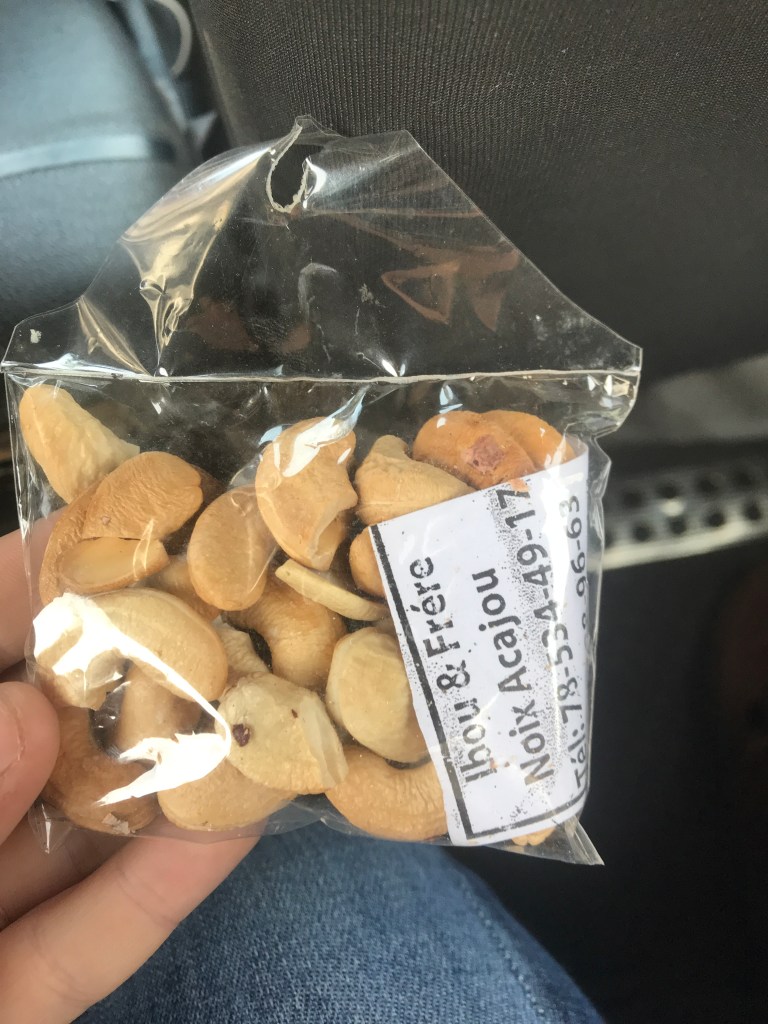 Ibou & Frére
Noix Acajou
Tél: 78-534-49-17
96-63